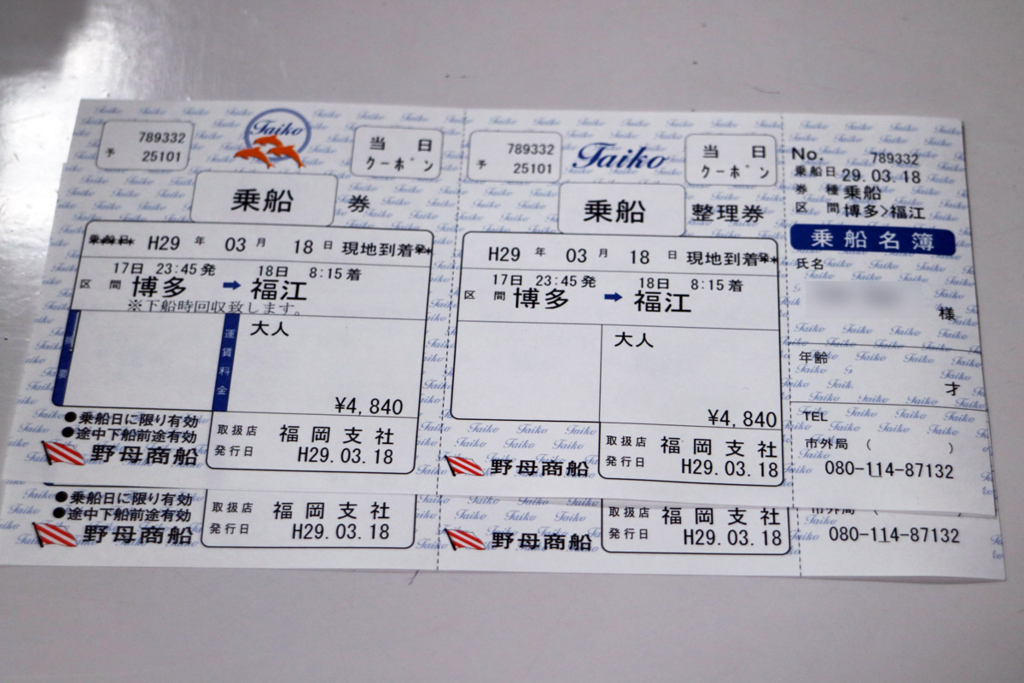 789332
予 25101
Taiko
当日
クーポン
乗船 券
H29 年 03 月 18 日 現地到着
17日 23:45発 18日 8:15着
区間 博多 → 福江
※下船時回収致します。
運賃料金
大人
¥4,840
●乗船日に限り有効
●途中下船前途有効
野母商船
取扱店 福岡支社
発行日 H29.03.18
789332
予 25101
Taiko
当日
クーポン
乗船 整理券
H29 年 03 月 18 日 現地到着
17日 23:45発 18日 8:15着
区間 博多 → 福江
大人
¥4,840
野母商船
取扱店 福岡支社
発行日 H29.03.18
No. 789332
乗船日 29.03.18
券種 乗船
区間 博多>福江
乗船名簿
氏名
様
年齢
才
TEL
市外局 ( )
080-114-87132
●乗船日に限り有効
●途中下船前途有効
野母商船
取扱店 福岡支社
発行日 H29.03.18
野母商船
取扱店 福岡支社
発行日 H29.03.18
市外局 ( )
080-114-87132